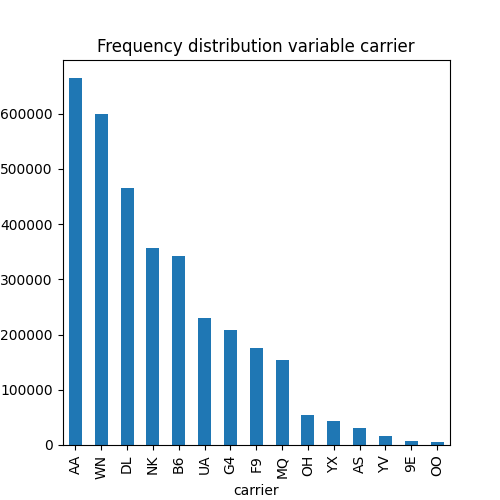 Frequency distribution variable carrier
600000
500000
400000
300000
200000
100000
0
AA WN DL NK B6 UA G4 F9 MQ OH YX AS YV 9E OO
carrier